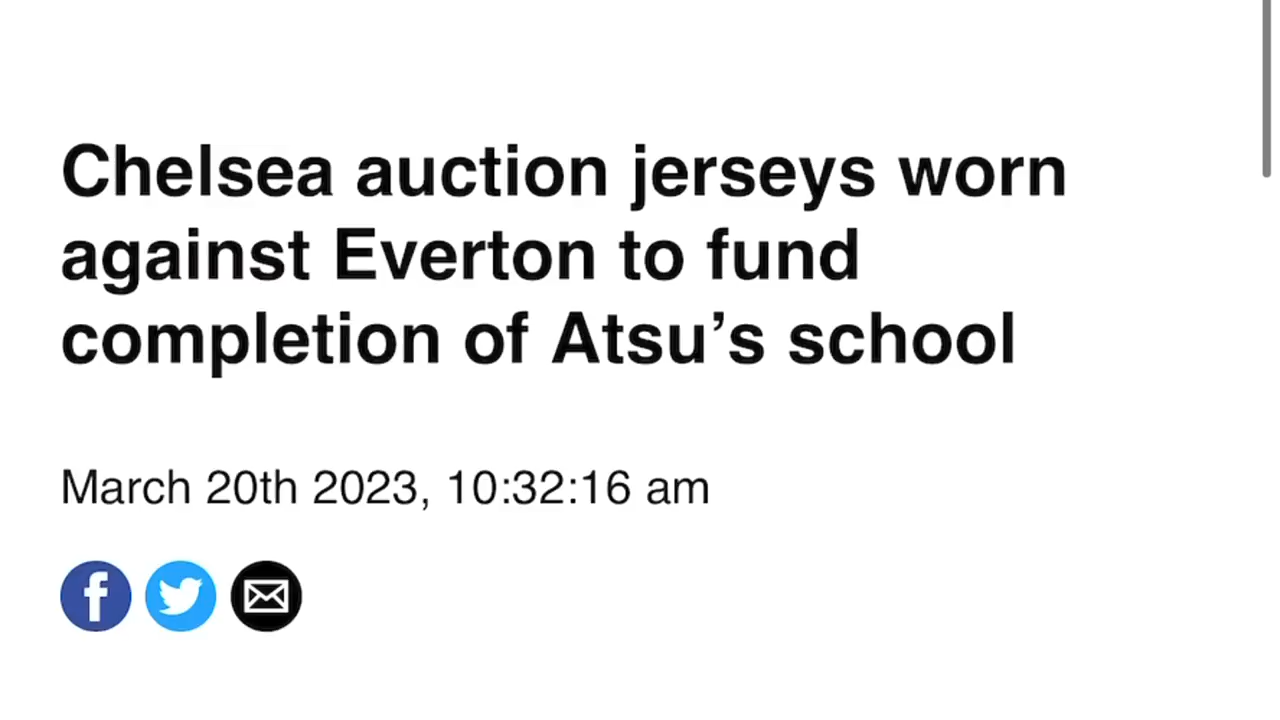 Chelsea auction jerseys worn
against Everton to fund
completion of Atsu’s school
March 20th 2023, 10:32:16 am